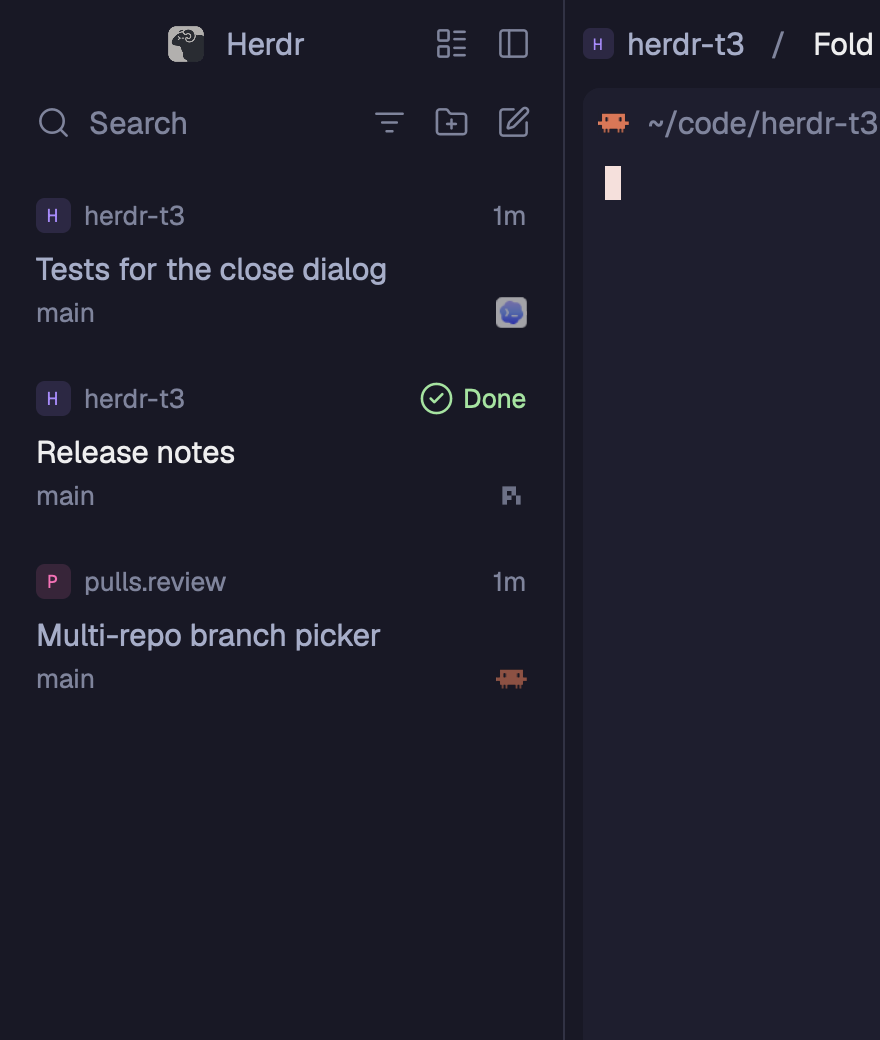 Herdr
H herdr-t3 / Fold
Search
~/code/herdr-t3
H herdr-t3 1m
Tests for the close dialog
main
H herdr-t3 Done
Release notes
main
P pulls.review 1m
Multi-repo branch picker
main